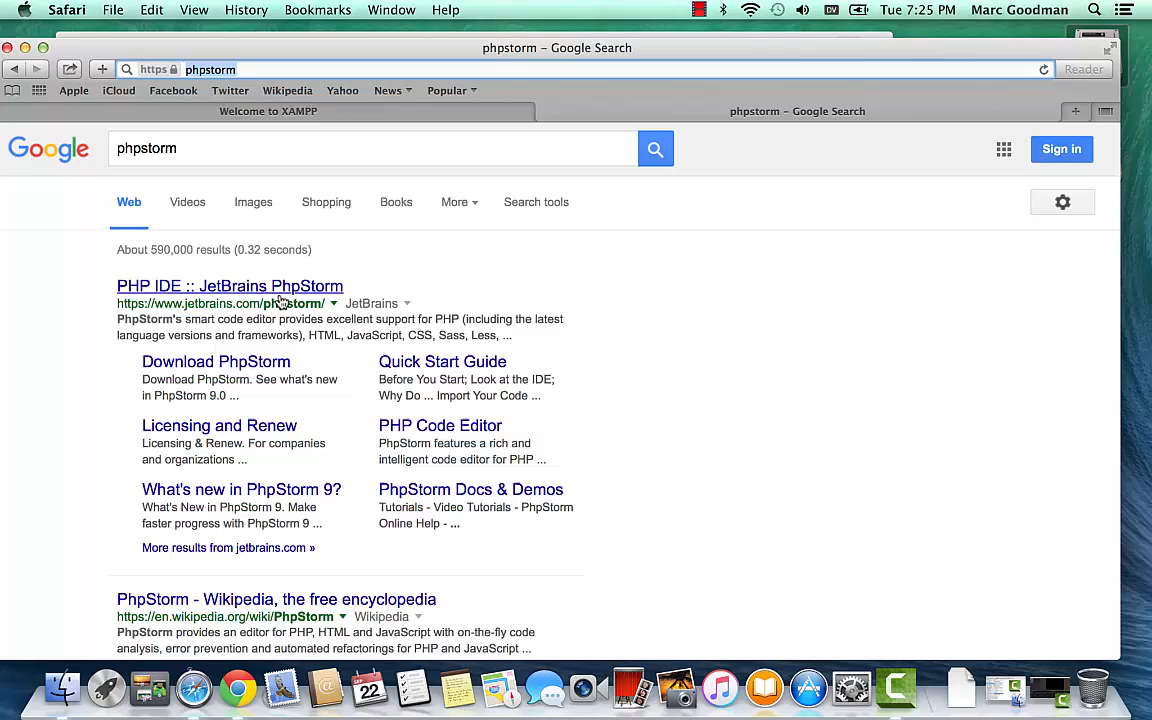 Safari File Edit View History Bookmarks Window Help DV Tue 7:25 PM Marc Goodman
phpstorm – Google Search
https phpstorm Reader
Apple iCloud Facebook Twitter Wikipedia Yahoo News Popular
Welcome to XAMPP phpstorm – Google Search
Google phpstorm Sign in
Web Videos Images Shopping Books More Search tools
About 590,000 results (0.32 seconds)
PHP IDE :: JetBrains PhpStorm
https://www.jetbrains.com/phpstorm/ JetBrains
PhpStorm's smart code editor provides excellent support for PHP (including the latest
language versions and frameworks), HTML, JavaScript, CSS, Sass, Less, ...
Download PhpStorm
Download PhpStorm. See what's new
in PhpStorm 9.0 ...
Quick Start Guide
Before You Start; Look at the IDE;
Why Do ... Import Your Code ...
Licensing and Renew
Licensing & Renew. For companies
and organizations ...
PHP Code Editor
PhpStorm features a rich and
intelligent code editor for PHP ...
What's new in PhpStorm 9?
What's New in PhpStorm 9. Make
faster progress with PhpStorm 9 ...
PhpStorm Docs & Demos
Tutorials - Video Tutorials - PhpStorm
Online Help - ...
More results from jetbrains.com »
PhpStorm - Wikipedia, the free encyclopedia
https://en.wikipedia.org/wiki/PhpStorm Wikipedia
PhpStorm provides an editor for PHP, HTML and JavaScript with on-the-fly code
analysis, error prevention and automated refactorings for PHP and JavaScript ...
22